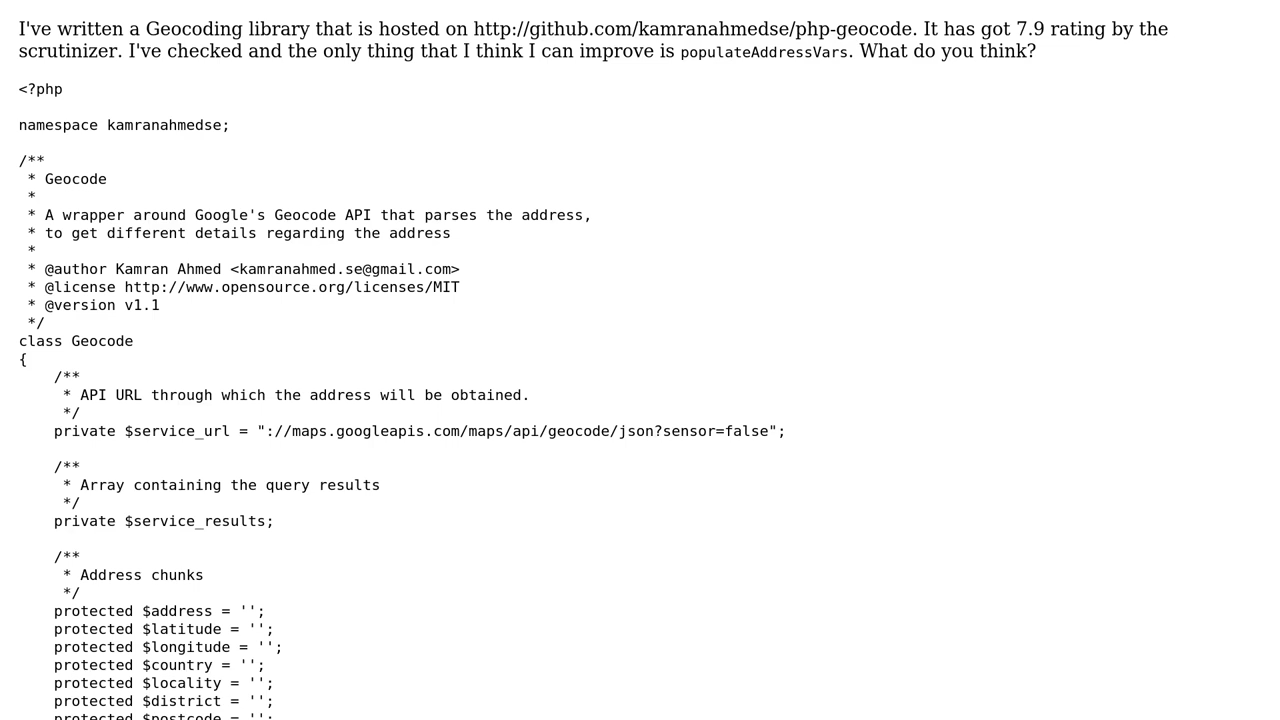 I've written a Geocoding library that is hosted on http://github.com/kamranahmedse/php-geocode. It has got 7.9 rating by the
scrutinizer. I've checked and the only thing that I think I can improve is populateAddressVars. What do you think?
<?php
namespace kamranahmedse;
/**
 * Geocode
 *
 * A wrapper around Google's Geocode API that parses the address,
 * to get different details regarding the address
 *
 * @author Kamran Ahmed <kamranahmed.se@gmail.com>
 * @license http://www.opensource.org/licenses/MIT
 * @version v1.1
 */
class Geocode
{
    /**
     * API URL through which the address will be obtained.
     */
    private $service_url = "://maps.googleapis.com/maps/api/geocode/json?sensor=false";
    /**
     * Array containing the query results
     */
    private $service_results;
    /**
     * Address chunks
     */
    protected $address = '';
    protected $latitude = '';
    protected $longitude = '';
    protected $country = '';
    protected $locality = '';
    protected $district = '';
    protected $postcode = '';